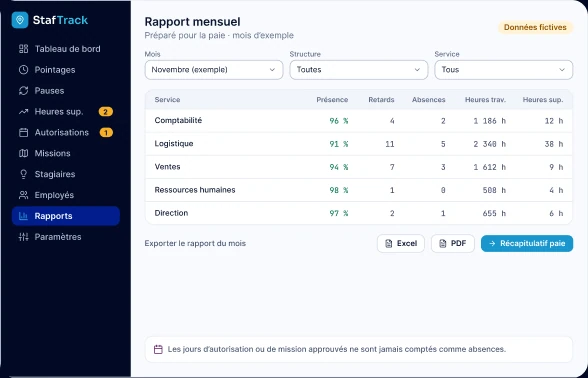 StafTrack
Tableau de bord
Pointages
Pauses
Heures sup. 2
Autorisations 1
Missions
Stagiaires
Employés
Rapports
Paramètres
Rapport mensuel
Préparé pour la paie · mois d'exemple
Données fictives
Mois Structure Service
Novembre (exemple) Toutes Tous
Service Présence Retards Absences Heures trav. Heures sup.
Comptabilité 96 % 4 2 1 186 h 12 h
Logistique 91 % 11 5 2 340 h 38 h
Ventes 94 % 7 3 1 612 h 9 h
Ressources humaines 98 % 1 0 508 h 4 h
Direction 97 % 2 1 655 h 6 h
Exporter le rapport du mois Excel PDF Récapitulatif paie
Les jours d'autorisation ou de mission approuvés ne sont jamais comptés comme absences.